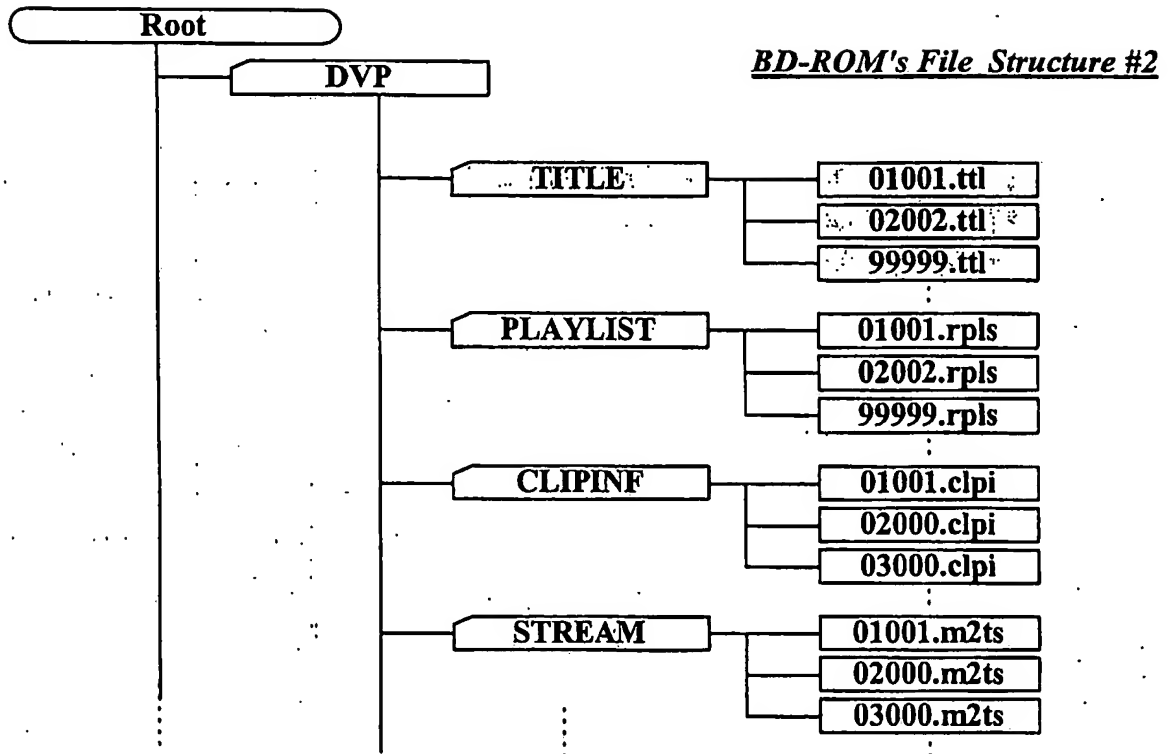 Root
BD-ROM's File Structure #2
DVP
TITLE
01001.ttl
02002.ttl
99999.ttl
PLAYLIST
01001.rpls
02002.rpls
99999.rpls
CLIPINF
01001.clpi
02000.clpi
03000.clpi
STREAM
01001.m2ts
02000.m2ts
03000.m2ts